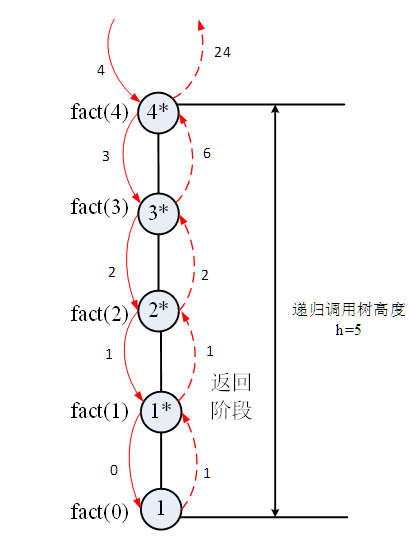 4
24
fact(4)
4*
3
6
fact(3)
3*
2
2
递归调用树高度
h=5
fact(2)
2*
1
1
返回
阶段
fact(1)
1*
0
1
fact(0)
1